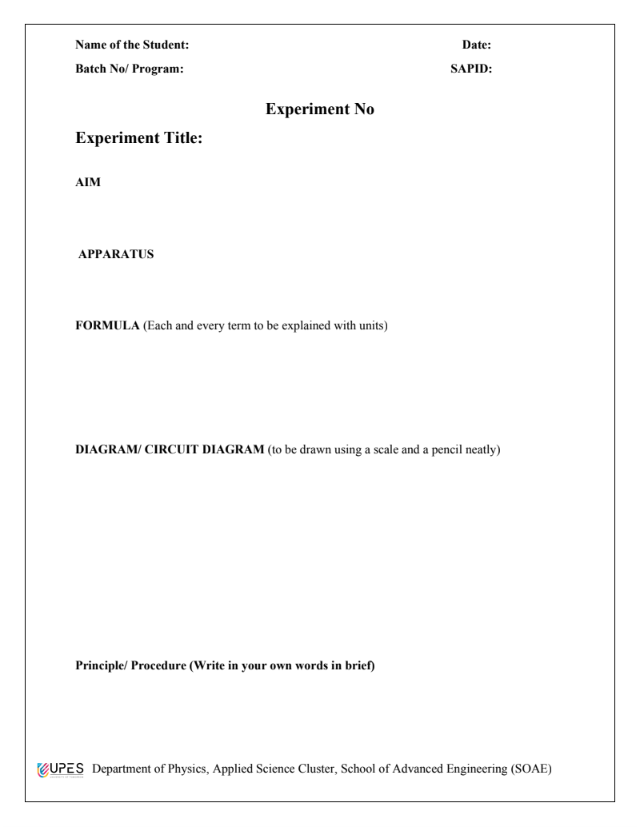 Name of the Student: Date:
Batch No/ Program: SAPID:
Experiment No
Experiment Title:
AIM
APPARATUS
FORMULA (Each and every term to be explained with units)
DIAGRAM/ CIRCUIT DIAGRAM (to be drawn using a scale and a pencil neatly)
Principle/ Procedure (Write in your own words in brief)
UPES Department of Physics, Applied Science Cluster, School of Advanced Engineering (SOAE)